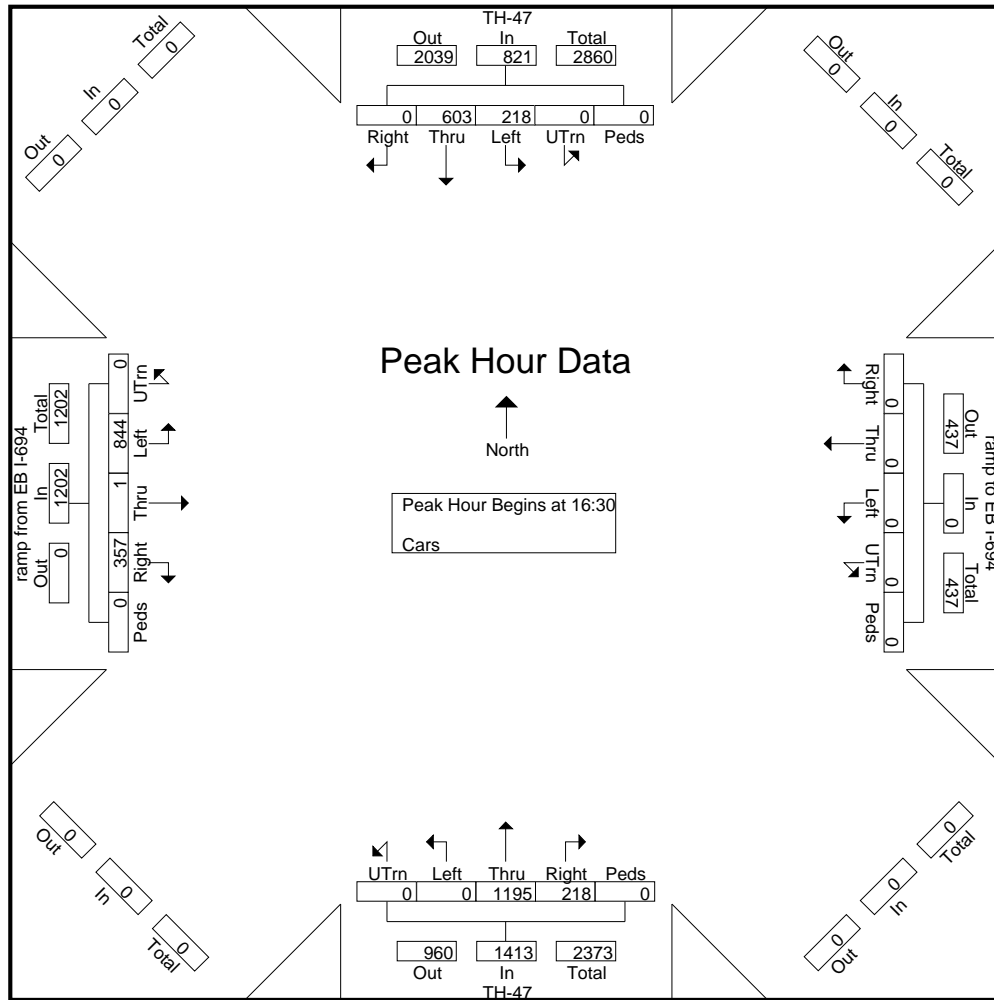 TH-47
Out In Total
2039 821 2860
0 603 218 0 0
Right Thru Left UTrn Peds
Total 0
In 0
Out 0
Out 0
In 0
Total 0
Peak Hour Data
North
Peak Hour Begins at 16:30
Cars
ramp from EB I-694
Out In Total
0 1202 1202
0 357 1 844 0
Peds Right Thru Left UTrn
ramp to EB I-694
Out In Total
437 0 437
0 0 0 0 0
Right Thru Left UTrn Peds
Out 0
In 0
Total 0
Total 0
In 0
Out 0
UTrn Left Thru Right Peds
0 0 1195 218 0
960 1413 2373
Out In Total
TH-47